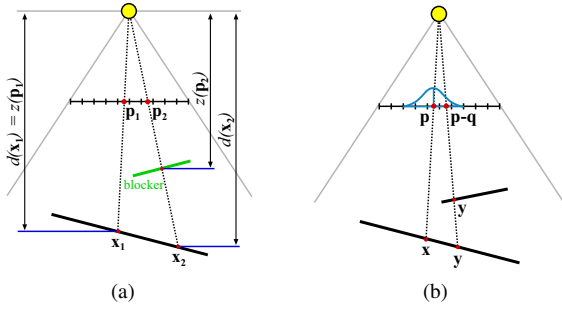 d(x₁) = z(p₁)
p₁
p₂
z(p₂)
d(x₂)
blocker
x₁
x₂
(a)
p
p-q
y
x
y
(b)